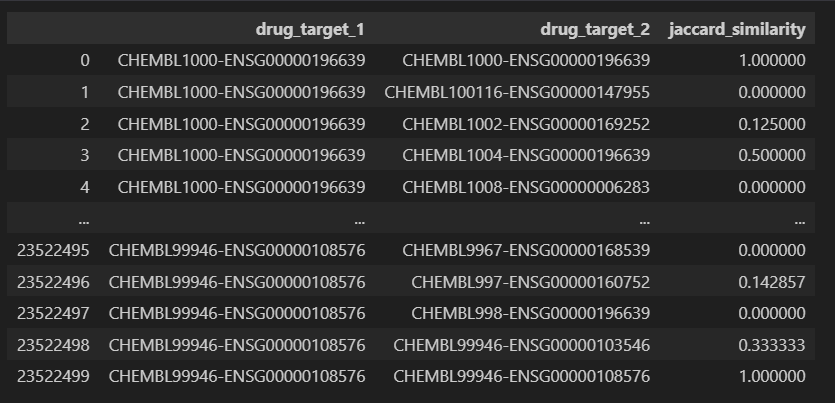 drug_target_1 drug_target_2 jaccard_similarity
0 CHEMBL1000-ENSG00000196639 CHEMBL1000-ENSG00000196639 1.000000
1 CHEMBL1000-ENSG00000196639 CHEMBL100116-ENSG00000147955 0.000000
2 CHEMBL1000-ENSG00000196639 CHEMBL1002-ENSG00000169252 0.125000
3 CHEMBL1000-ENSG00000196639 CHEMBL1004-ENSG00000196639 0.500000
4 CHEMBL1000-ENSG00000196639 CHEMBL1008-ENSG00000006283 0.000000
... ... ... ...
23522495 CHEMBL99946-ENSG00000108576 CHEMBL9967-ENSG00000168539 0.000000
23522496 CHEMBL99946-ENSG00000108576 CHEMBL997-ENSG00000160752 0.142857
23522497 CHEMBL99946-ENSG00000108576 CHEMBL998-ENSG00000196639 0.000000
23522498 CHEMBL99946-ENSG00000108576 CHEMBL99946-ENSG00000103546 0.333333
23522499 CHEMBL99946-ENSG00000108576 CHEMBL99946-ENSG00000108576 1.000000